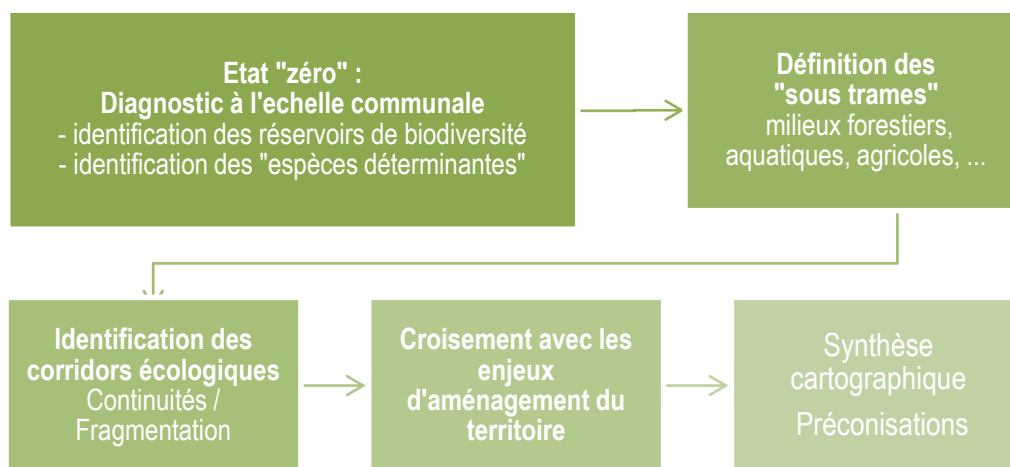 Etat "zéro" :
Diagnostic à l'echelle communale
- identification des réservoirs de biodiversité
- identification des "espèces déterminantes"
Définition des
"sous trames"
milieux forestiers,
aquatiques, agricoles, ...
Identification des
corridors écologiques
Continuités /
Fragmentation
Croisement avec les
enjeux
d'aménagement du
territoire
Synthèse
cartographique
Préconisations